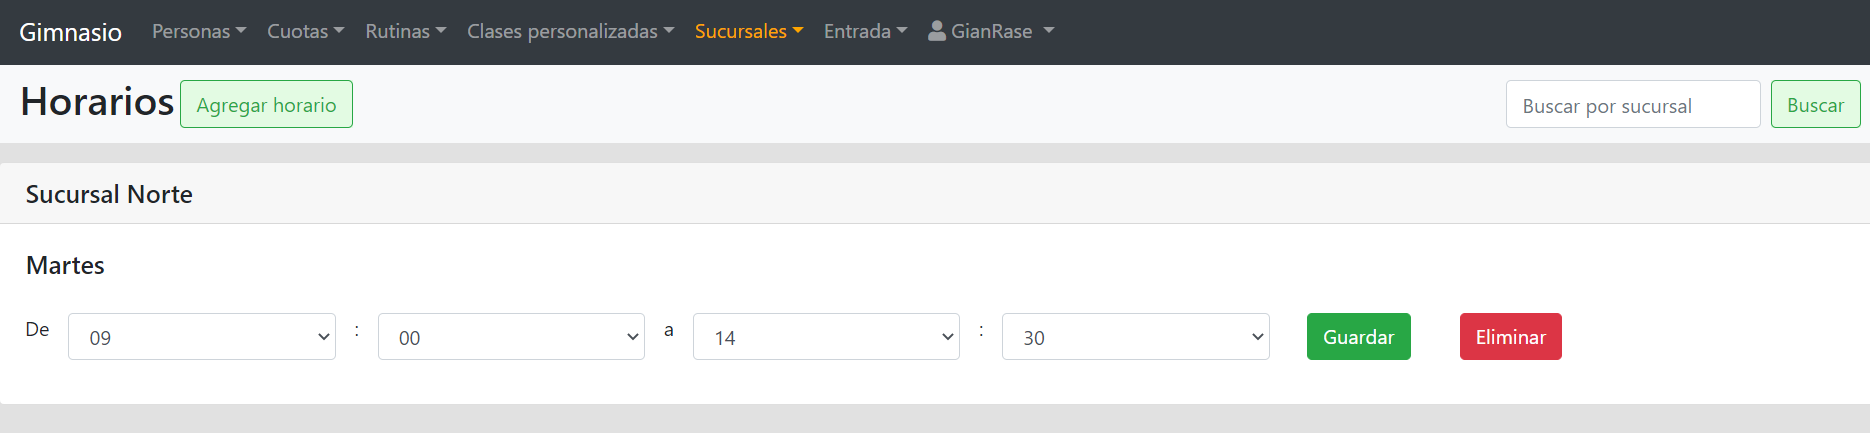 Gimnasio Personas Cuotas Rutinas Clases personalizadas Sucursales Entrada GianRase
Horarios Agregar horario Buscar por sucursal Buscar
Sucursal Norte
Martes
De 09 : 00 a 14 : 30 Guardar Eliminar